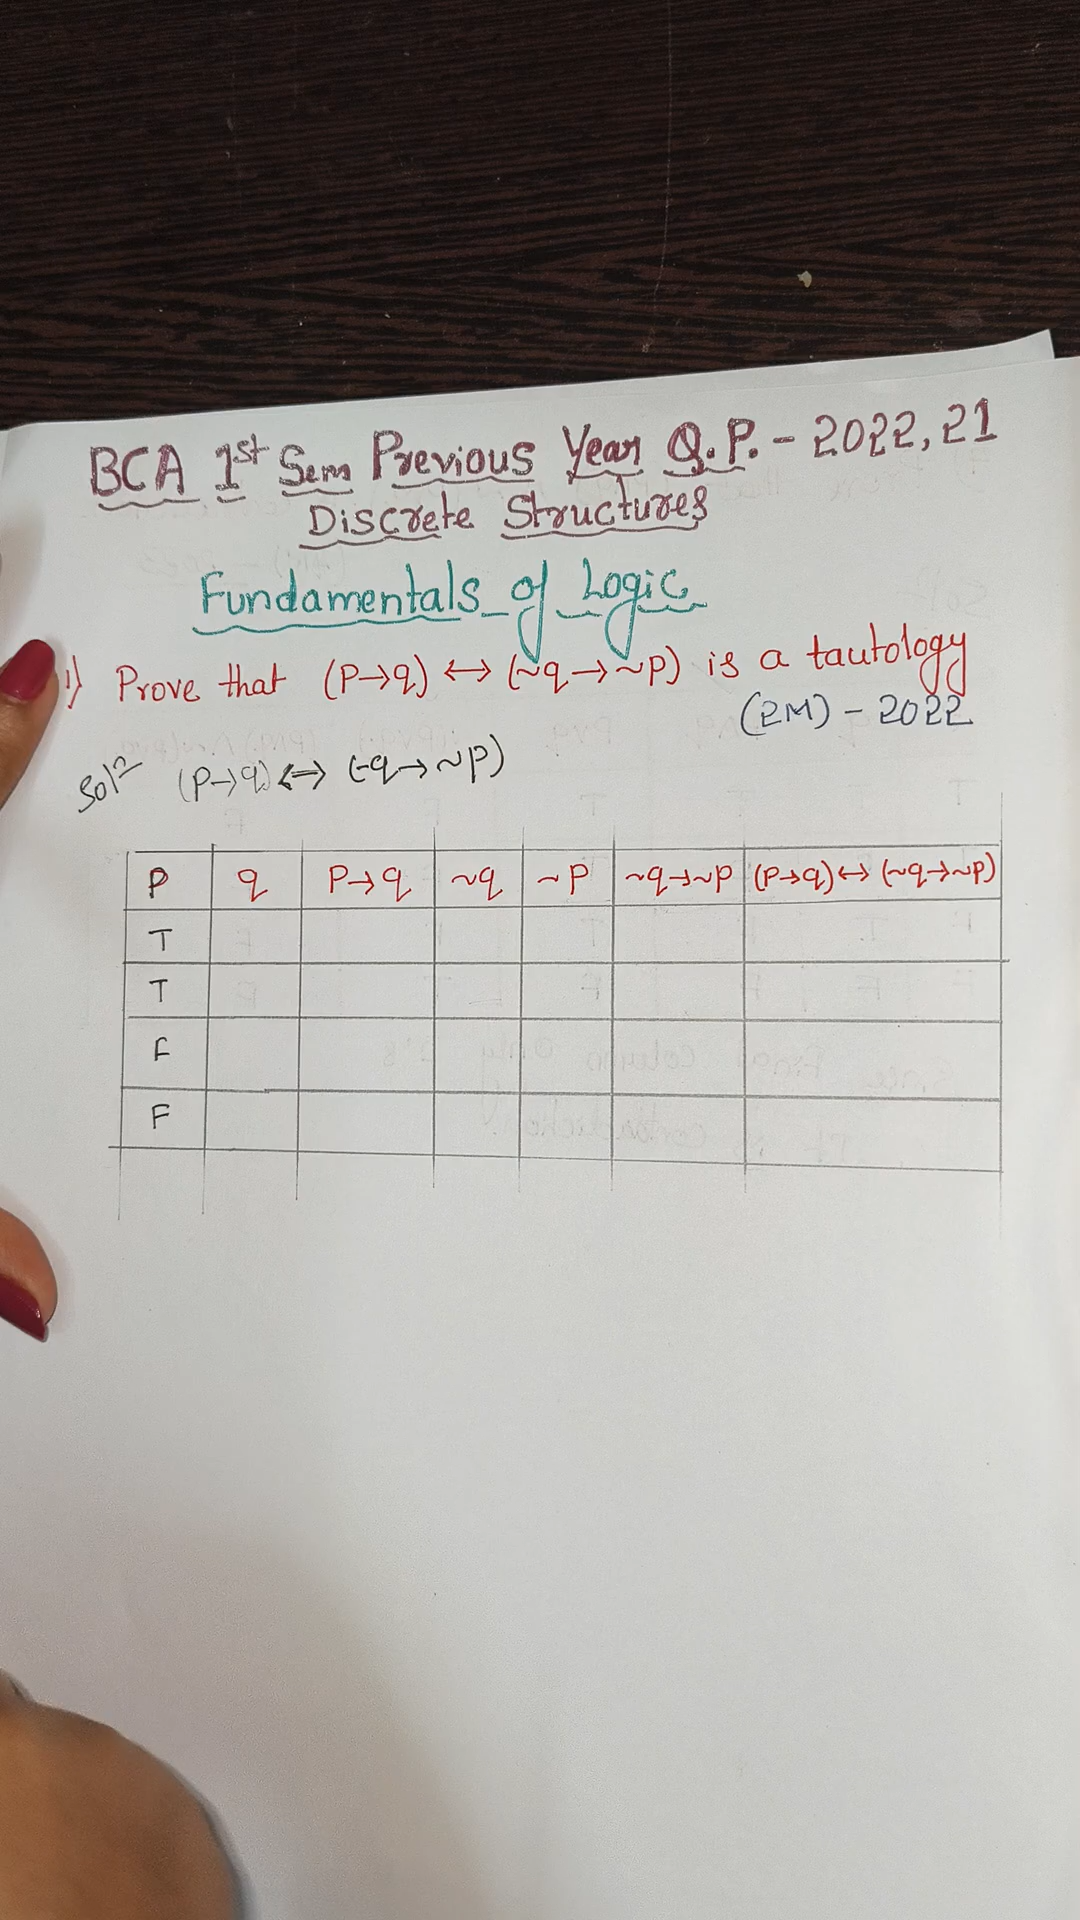 BCA 1st Sem Previous Year Q.P. - 2022, 21
Discrete Structures
Fundamentals of Logic
1) Prove that (P→q) ↔ (~q→~p) is a tautology
(2M) - 2022
Solⁿ (P→q) ↔ (~q→~p)
P q P→q ~q ~P ~q→~p (P→q)↔(~q→~p)
T
T
F
F